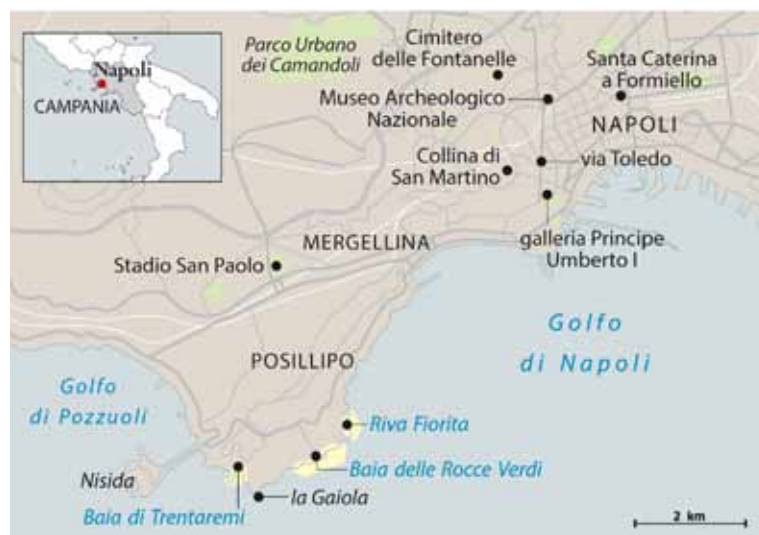 Napoli
CAMPANIA
Parco Urbano
dei Camandoli
Cimitero
delle Fontanelle
Santa Caterina
a Formiello
Museo Archeologico
Nazionale
NAPOLI
Collina di
San Martino
via Toledo
MERGELLINA
galleria Principe
Umberto I
Stadio San Paolo
Golfo
di Napoli
POSILLIPO
Golfo
di Pozzuoli
Riva Fiorita
Baia delle Rocce Verdi
Nisida
la Gaiola
Baia di Trentaremi
2 km